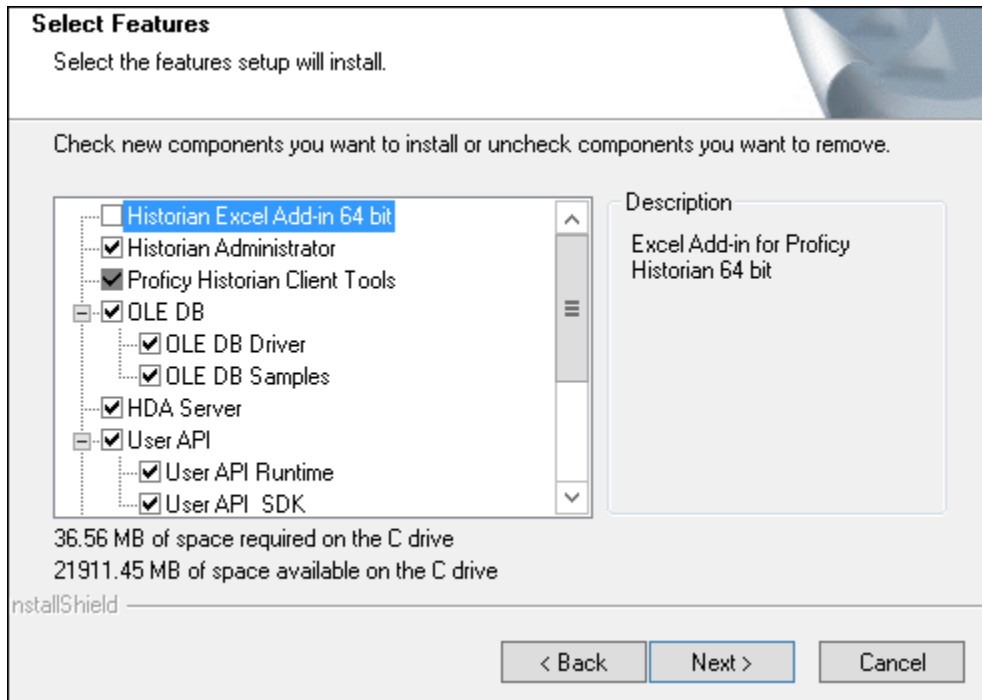 Select Features
Select the features setup will install.
Check new components you want to install or uncheck components you want to remove.
Historian Excel Add-in 64 bit
Historian Administrator
Proficy Historian Client Tools
OLE DB
OLE DB Driver
OLE DB Samples
HDA Server
User API
User API Runtime
User API SDK
Description
Excel Add-in for Proficy
Historian 64 bit
36.56 MB of space required on the C drive
21911.45 MB of space available on the C drive
nstallShield
< Back
Next >
Cancel